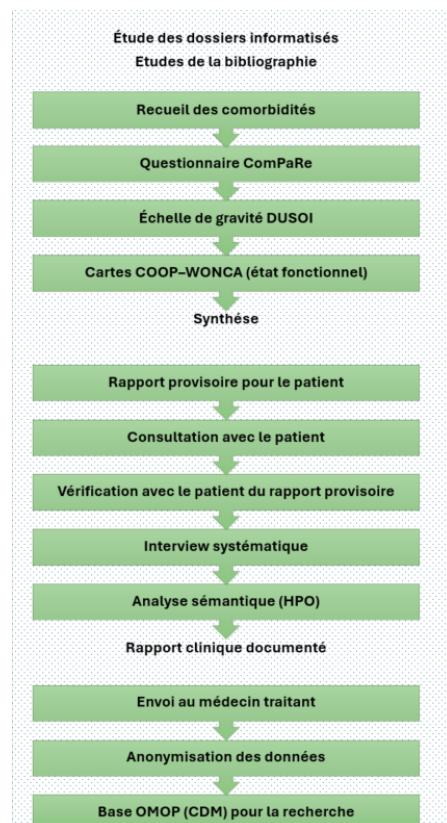 Étude des dossiers informatisés
Etudes de la bibliographie
Recueil des comorbidités
Questionnaire ComPaRe
Échelle de gravité DUSOI
Cartes COOP–WONCA (état fonctionnel)
Synthése
Rapport provisoire pour le patient
Consultation avec le patient
Vérification avec le patient du rapport provisoire
Interview systématique
Analyse sémantique (HPO)
Rapport clinique documenté
Envoi au médecin traitant
Anonymisation des données
Base OMOP (CDM) pour la recherche